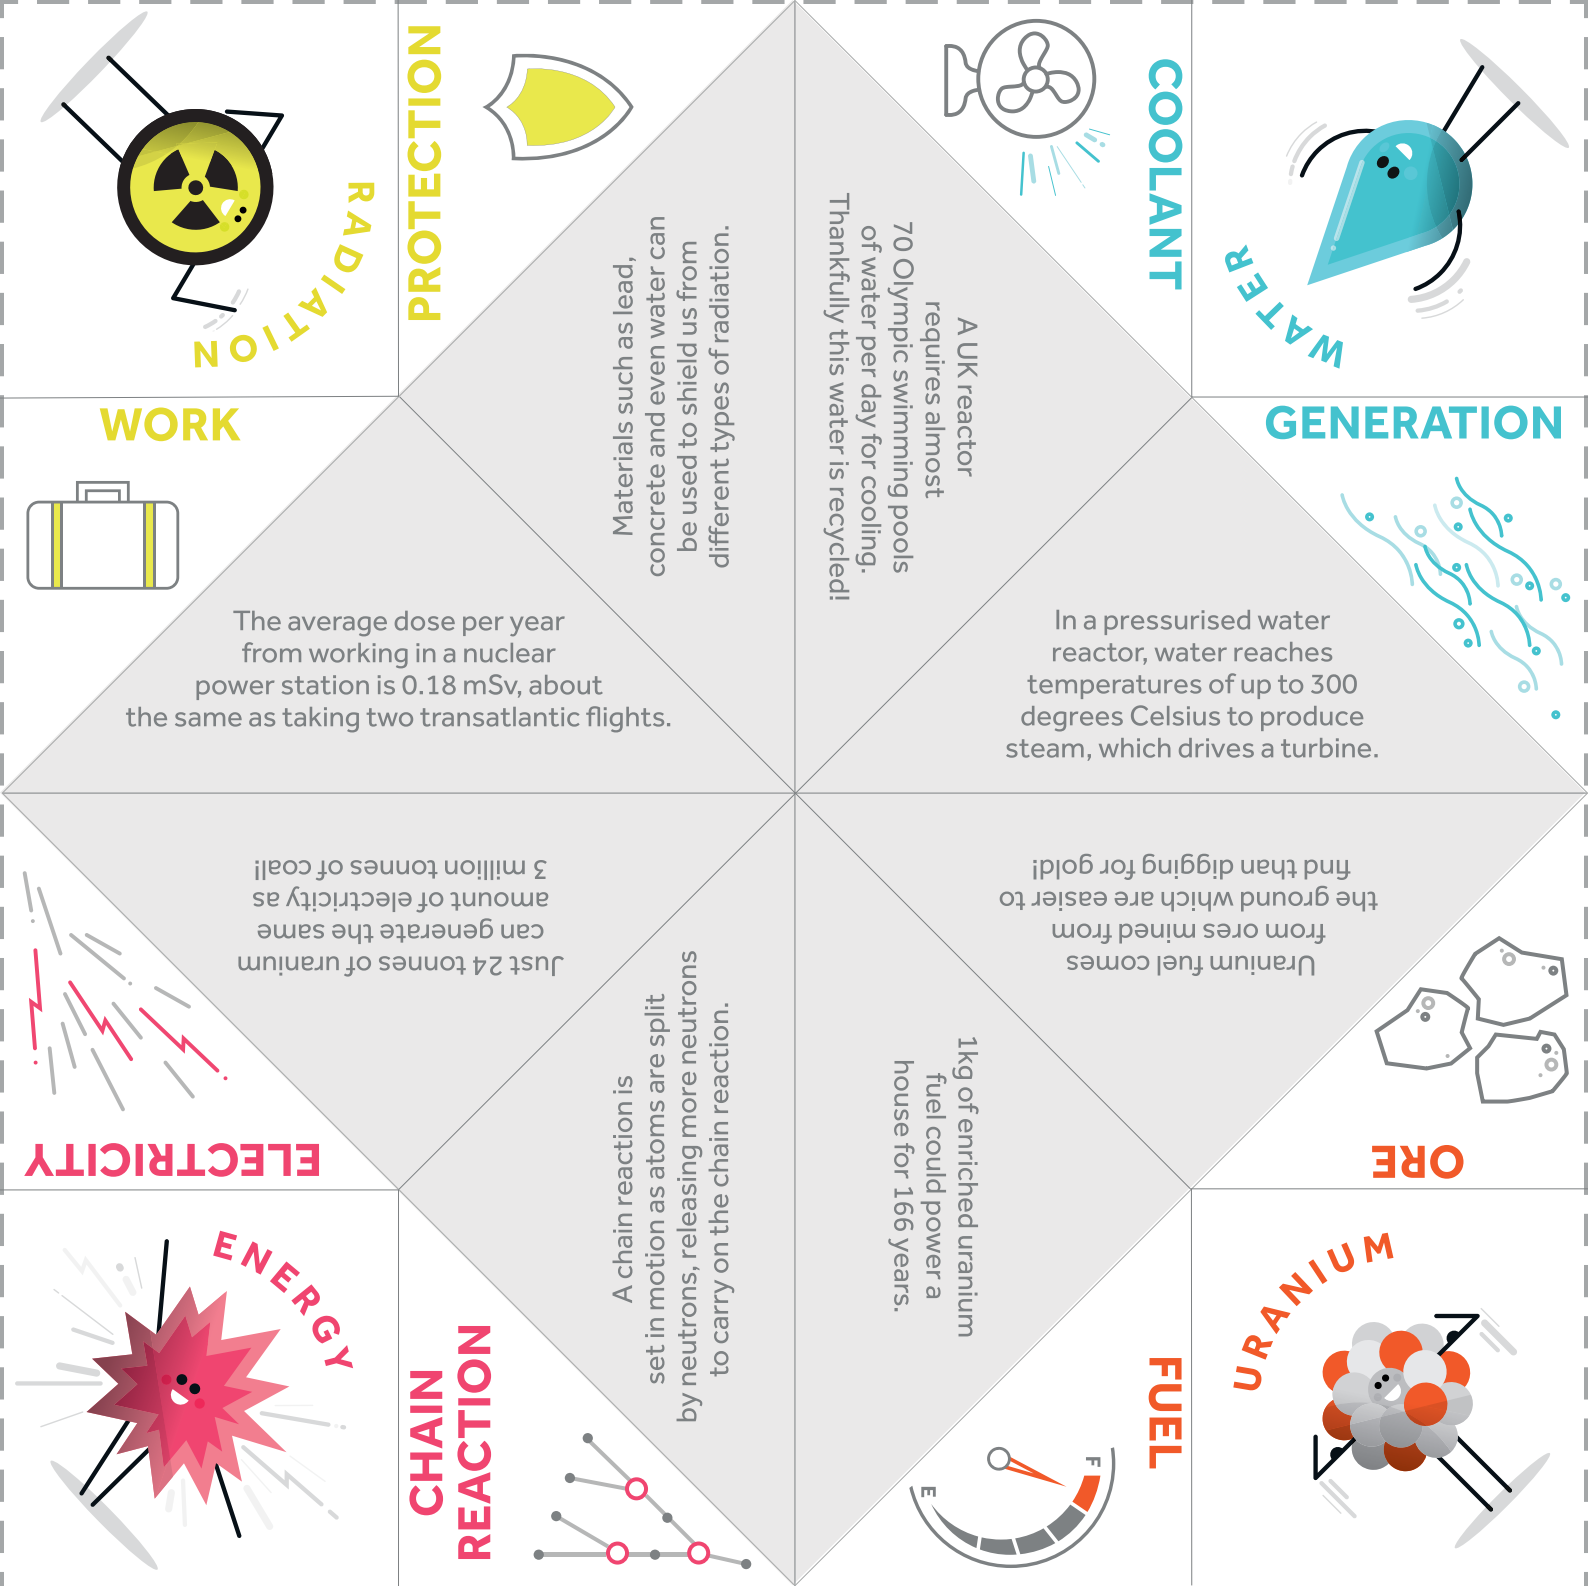 RADIATION
PROTECTION
Materials such as lead,
concrete and even water can
be used to shield us from
different types of radiation.
WORK
The average dose per year
from working in a nuclear
power station is 0.18 mSv, about
the same as taking two transatlantic flights.
COOLANT
A UK reactor
requires almost
70 Olympic swimming pools
of water per day for cooling.
Thankfully this water is recycled!
WATER
GENERATION
In a pressurised water
reactor, water reaches
temperatures of up to 300
degrees Celsius to produce
steam, which drives a turbine.
ELECTRICITY
Just 24 tonnes of uranium
can generate the same
amount of electricity as
3 million tonnes of coal!
ENERGY
CHAIN
REACTION
A chain reaction is
set in motion as atoms are split
by neutrons, releasing more neutrons
to carry on the chain reaction.
ORE
Uranium fuel comes
from ores mined from
the ground which are easier to
find than digging for gold!
URANIUM
FUEL
1kg of enriched uranium
fuel could power a
house for 166 years.
E
F